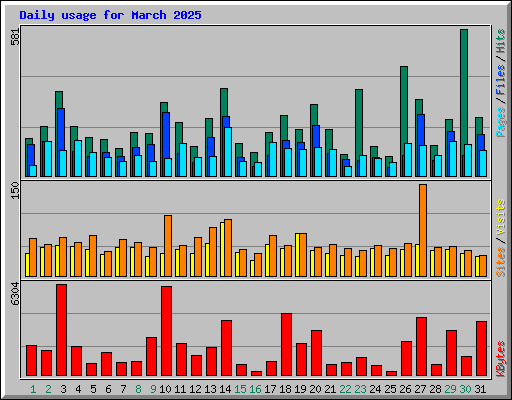 Daily usage for March 2025
581
Pages / Files / Hits
150
Sites / Visits
6304
KBytes
1 2 3 4 5 6 7 8 9 10 11 12 13 14 15 16 17 18 19 20 21 22 23 24 25 26 27 28 29 30 31